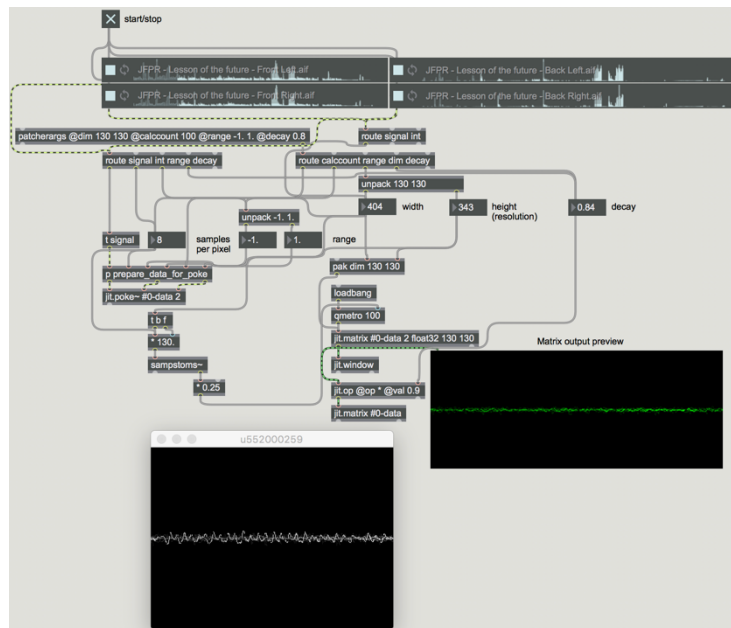 start/stop
JFPR - Lesson of the future - Front Left.aif
JFPR - Lesson of the future - Back Left.aif
JFPR - Lesson of the future - Front Right.aif
JFPR - Lesson of the future - Back Right.aif
patcherargs @dim 130 130 @calccount 100 @range -1. 1. @decay 0.8
route signal int
route signal int range decay
route calccount range dim decay
unpack 130 130
404
width
343
height
(resolution)
0.84
decay
unpack -1. 1.
t signal
8
samples
per pixel
-1.
1.
range
p prepare_data_for_poke
pak dim 130 130
jit.poke~ #0-data 2
loadbang
t b f
qmetro 100
* 130.
jit.matrix #0-data 2 float32 130 130
Matrix output preview
sampstoms~
jit.window
* 0.25
jit.op @op * @val 0.9
jit.matrix #0-data
u552000259